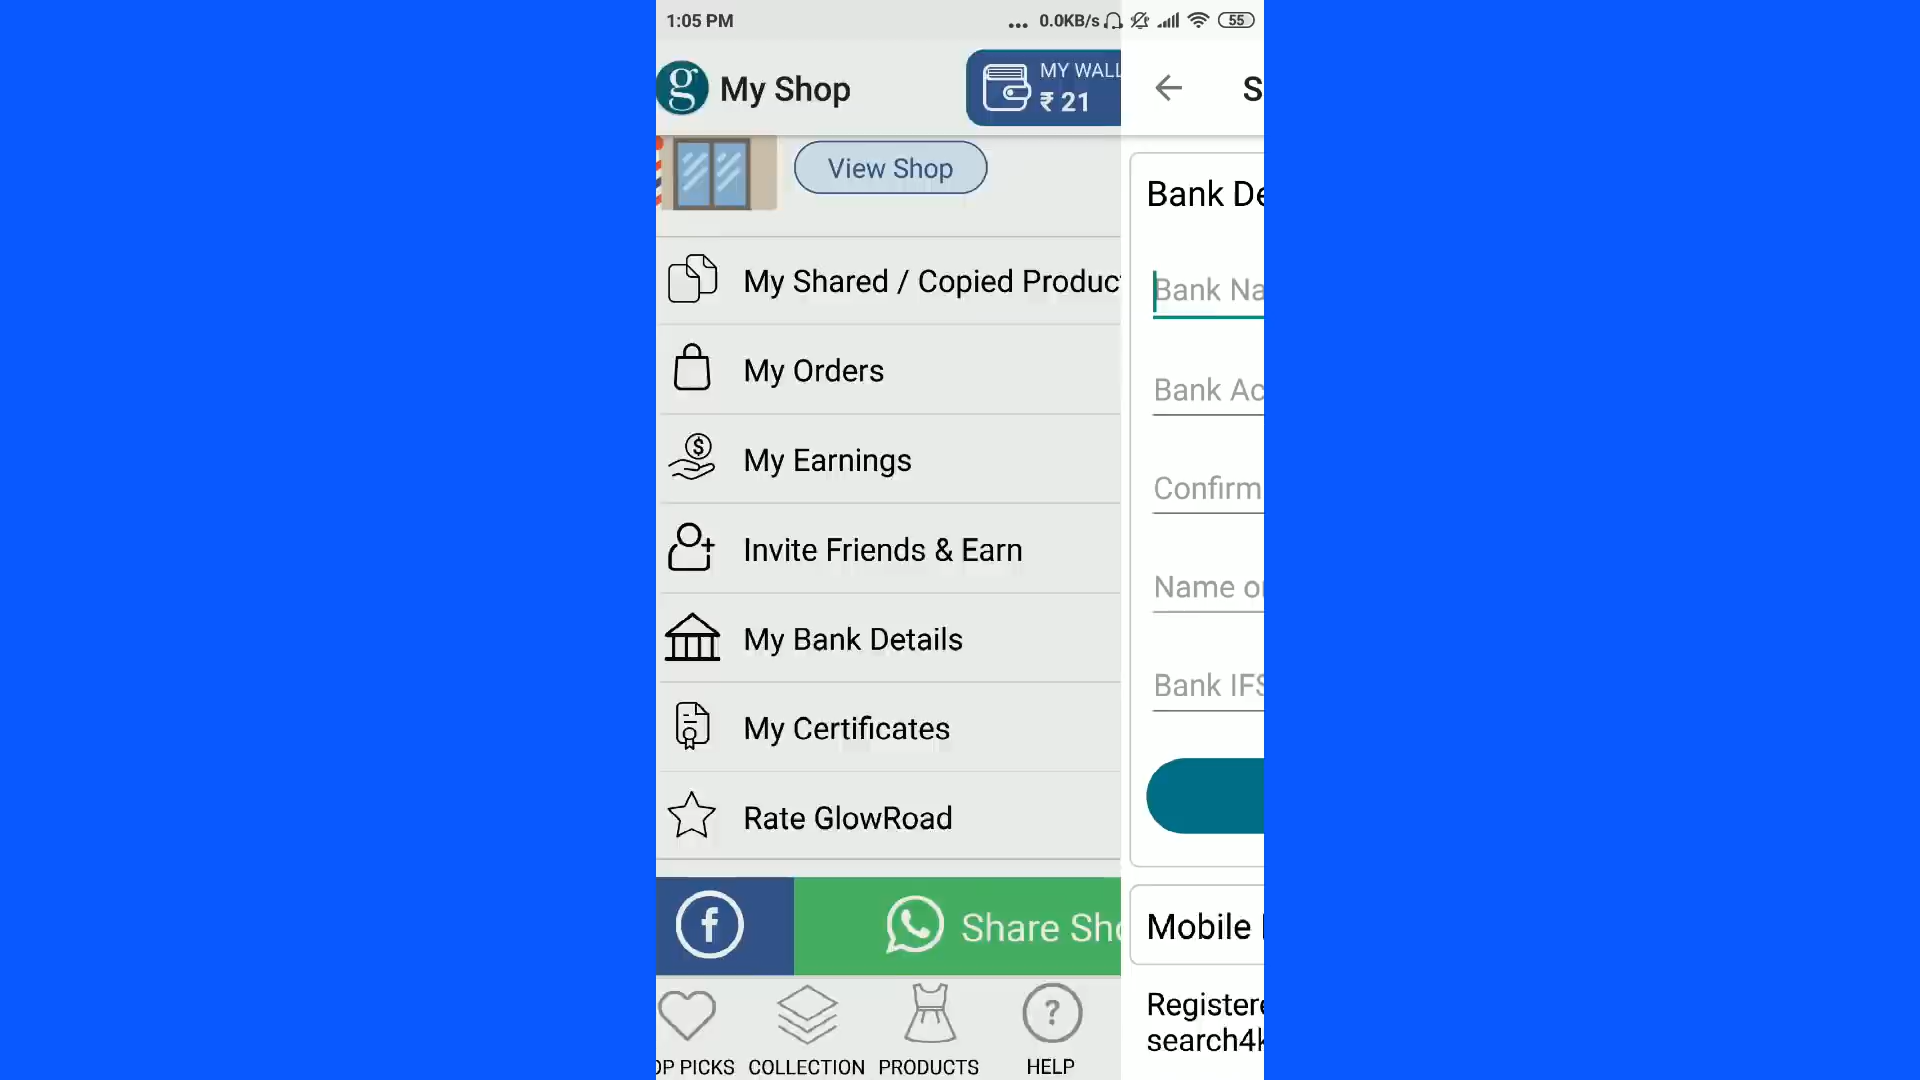 1:05 PM
... 0.0KB/s
55
g My Shop
MY WALL
₹ 21
View Shop
My Shared / Copied Produc
My Orders
My Earnings
Invite Friends & Earn
My Bank Details
My Certificates
Rate GlowRoad
f
Share Sho
OP PICKS
COLLECTION
PRODUCTS
?
HELP
S
Bank De
Bank Na
Bank Ac
Confirm
Name o
Bank IFS
Mobile
Registere
search4k